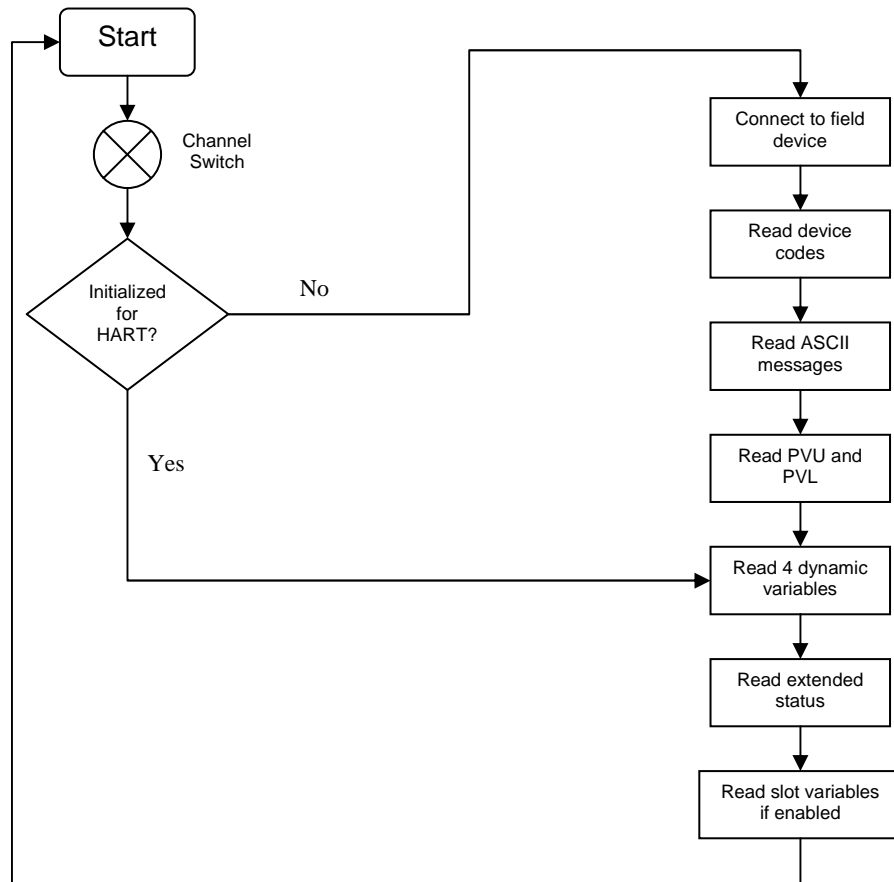 Start
Channel
Switch
Initialized
for
HART?
No
Yes
Connect to field
device
Read device
codes
Read ASCII
messages
Read PVU and
PVL
Read 4 dynamic
variables
Read extended
status
Read slot variables
if enabled